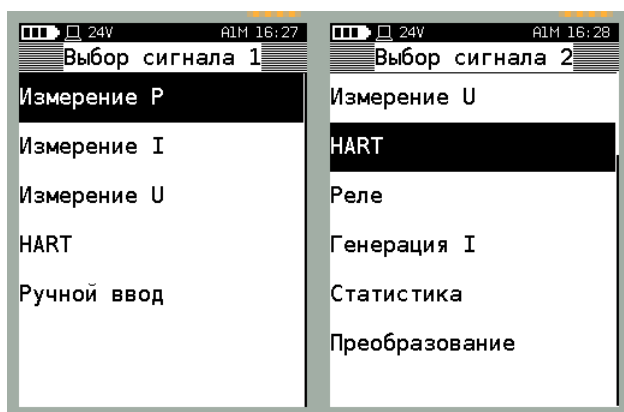 24V A1M 16:27
Выбор сигнала 1
Измерение P
Измерение I
Измерение U
HART
Ручной ввод
24V A1M 16:28
Выбор сигнала 2
Измерение U
HART
Реле
Генерация I
Статистика
Преобразование